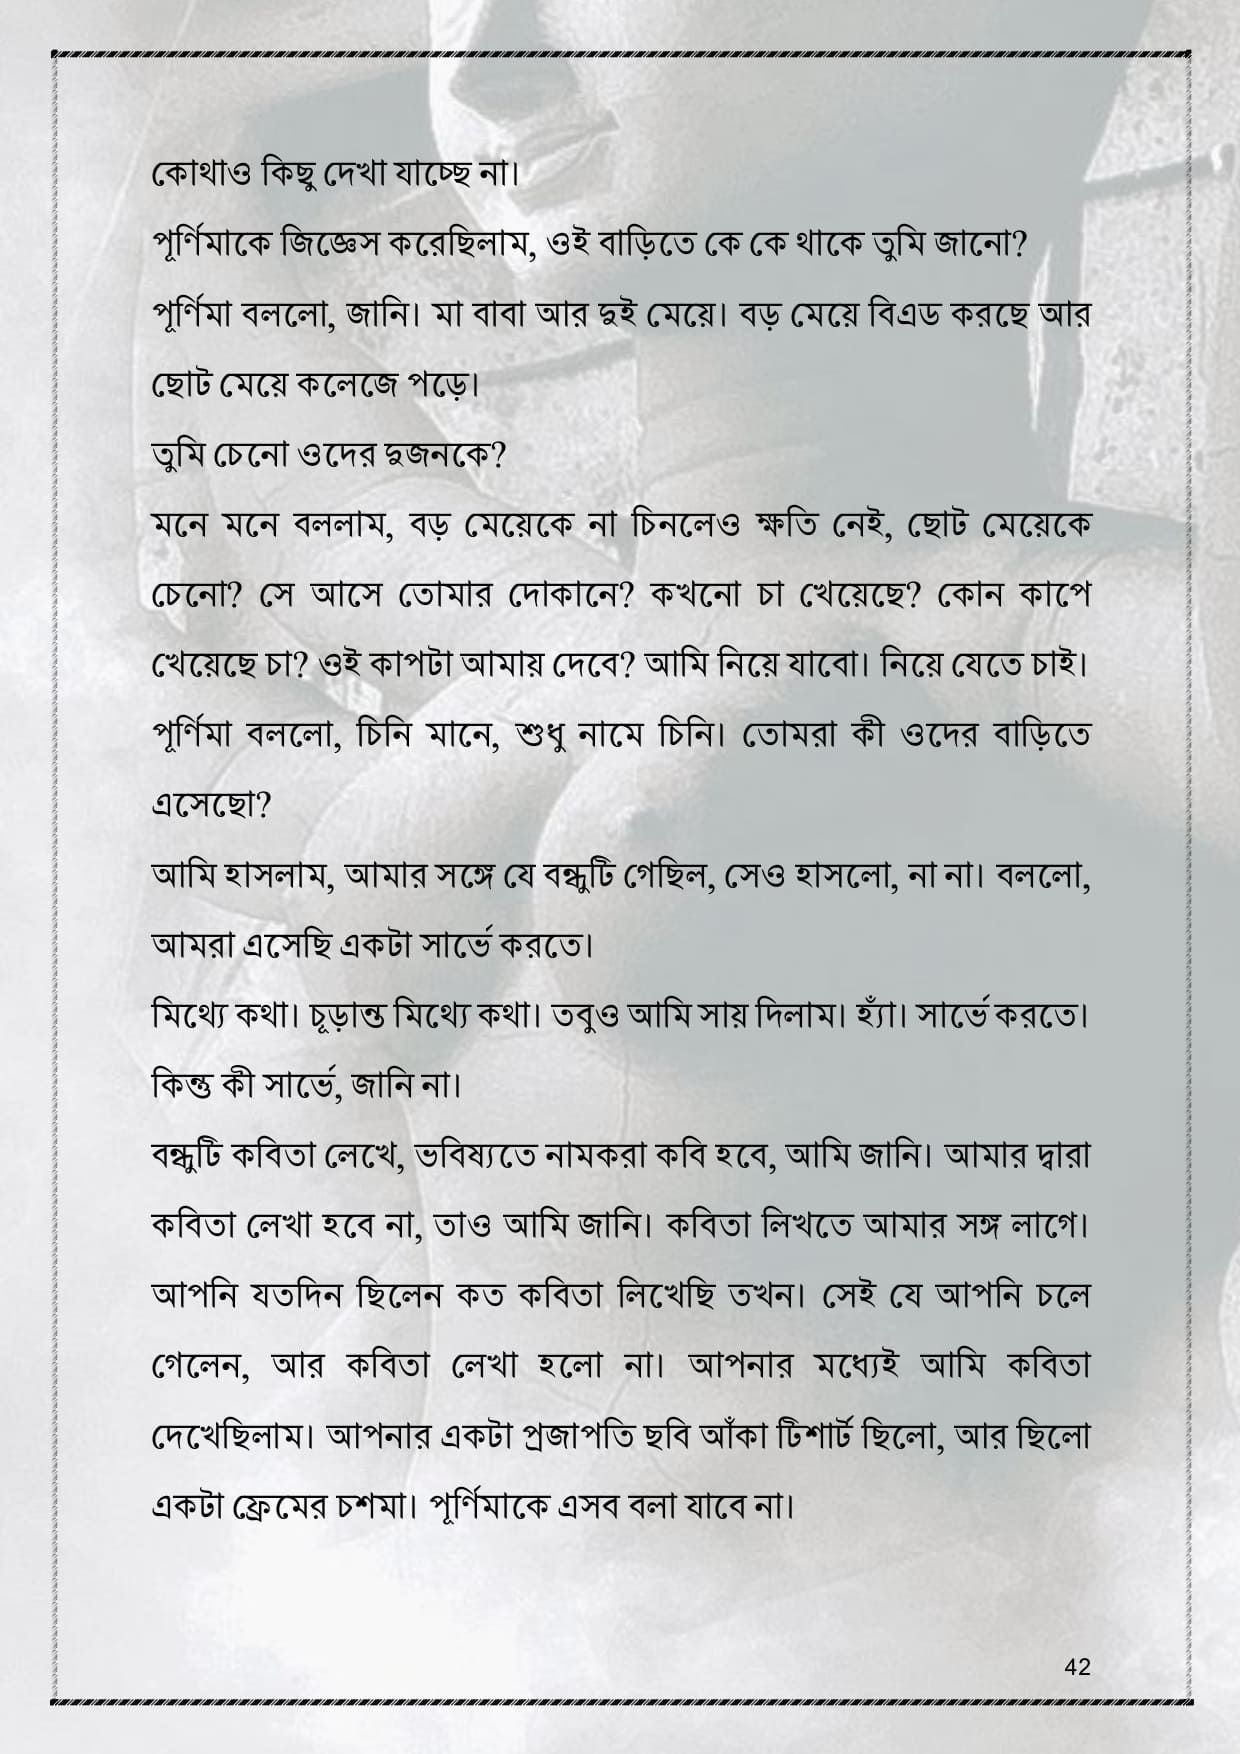 কোথাও কিছু দেখা যাচ্ছে না।
পূর্ণিমাকে জিজ্ঞেস করেছিলাম, ওই বাড়িতে কে কে থাকে তুমি জানো?
পূর্ণিমা বললো, জানি। মা বাবা আর দুই মেয়ে। বড় মেয়ে বিএড করছে আর
ছোট মেয়ে কলেজে পড়ে।
তুমি চেনো ওদের দুজনকে?
মনে মনে বললাম, বড় মেয়েকে না চিনলেও ক্ষতি নেই, ছোট মেয়েকে
চেনো? সে আসে তোমার দোকানে? কখনো চা খেয়েছে? কোন কাপে
খেয়েছে চা? ওই কাপটা আমায় দেবে? আমি নিয়ে যাবো। নিয়ে যেতে চাই।
পূর্ণিমা বললো, চিনি মানে, শুধু নামে চিনি। তোমরা কী ওদের বাড়িতে
এসেছো?
আমি হাসলাম, আমার সঙ্গে যে বন্ধুটি গেছিল, সেও হাসলো, না না। বললো,
আমরা এসেছি একটা সার্ভে করতে।
মিথ্যে কথা। চূড়ান্ত মিথ্যে কথা। তবুও আমি সায় দিলাম। হ্যাঁ। সার্ভে করতে।
কিন্তু কী সার্ভে, জানি না।
বন্ধুটি কবিতা লেখে, ভবিষ্যতে নামকরা কবি হবে, আমি জানি। আমার দ্বারা
কবিতা লেখা হবে না, তাও আমি জানি। কবিতা লিখতে আমার সঙ্গ লাগে।
আপনি যতদিন ছিলেন কত কবিতা লিখেছি তখন। সেই যে আপনি চলে
গেলেন, আর কবিতা লেখা হলো না। আপনার মধ্যেই আমি কবিতা
দেখেছিলাম। আপনার একটা প্রজাপতি ছবি আঁকা টিশার্ট ছিলো, আর ছিলো
একটা ফ্রেমের চশমা। পূর্ণিমাকে এসব বলা যাবে না।
42